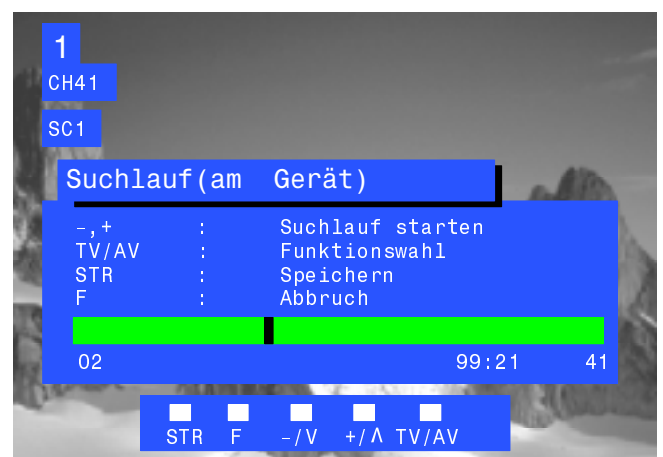 1
CH41
SC1
Suchlauf(am Gerät)
–,+ : Suchlauf starten
TV/AV : Funktionswahl
STR : Speichern
F : Abbruch
02 99:21 41
STR F –/V +/Λ TV/AV